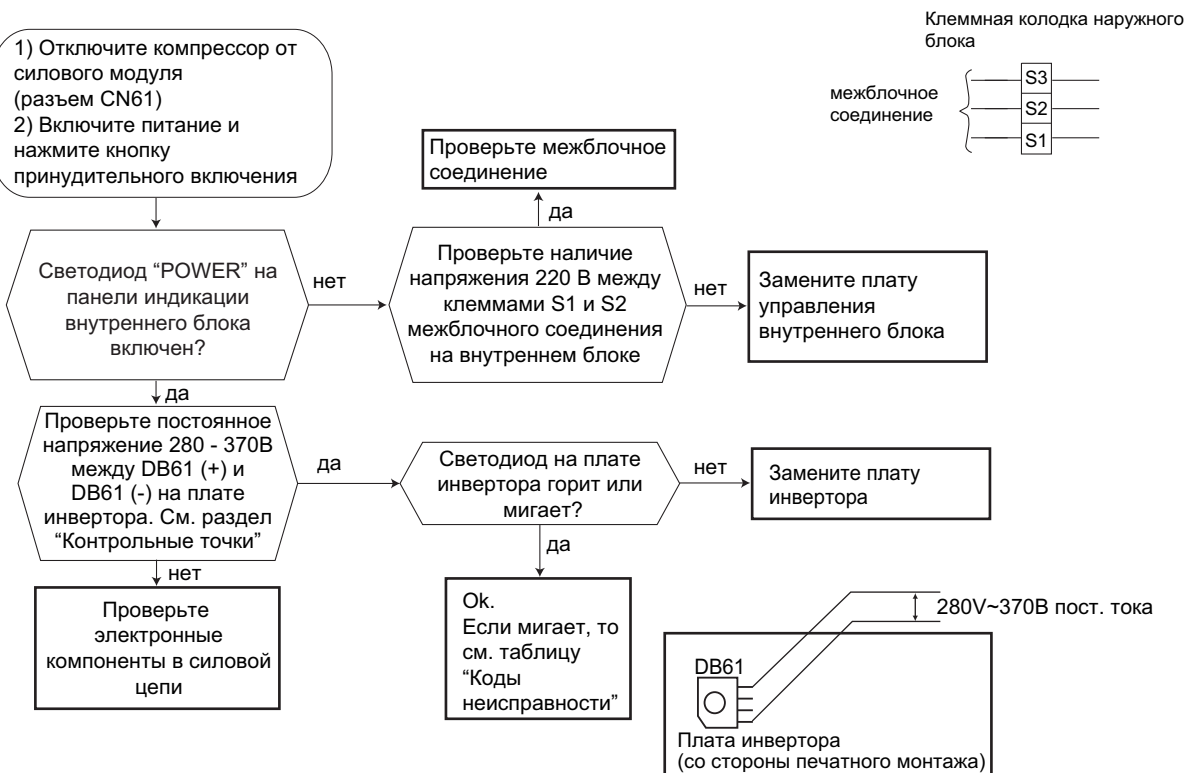 1) Отключите компрессор от
силового модуля
(разъем CN61)
2) Включите питание и
нажмите кнопку
принудительного включения
Клеммная колодка наружного
блока
межблочное
соединение
S3
S2
S1
Проверьте межблочное
соединение
да
Светодиод “POWER” на
панели индикации
внутреннего блока
включен?
нет
Проверьте наличие
напряжения 220 В между
клеммами S1 и S2
межблочного соединения
на внутреннем блоке
нет
Замените плату
управления
внутреннего блока
да
Проверьте постоянное
напряжение 280 - 370В
между DB61 (+) и
DB61 (-) на плате
инвертора. См. раздел
“Контрольные точки”
да
Светодиод на плате
инвертора горит или
мигает?
нет
Замените плату
инвертора
нет
Проверьте
электронные
компоненты в силовой
цепи
да
Ok.
Если мигает, то
см. таблицу
“Коды
неисправности”
280V~370В пост. тока
DB61
Плата инвертора
(со стороны печатного монтажа)